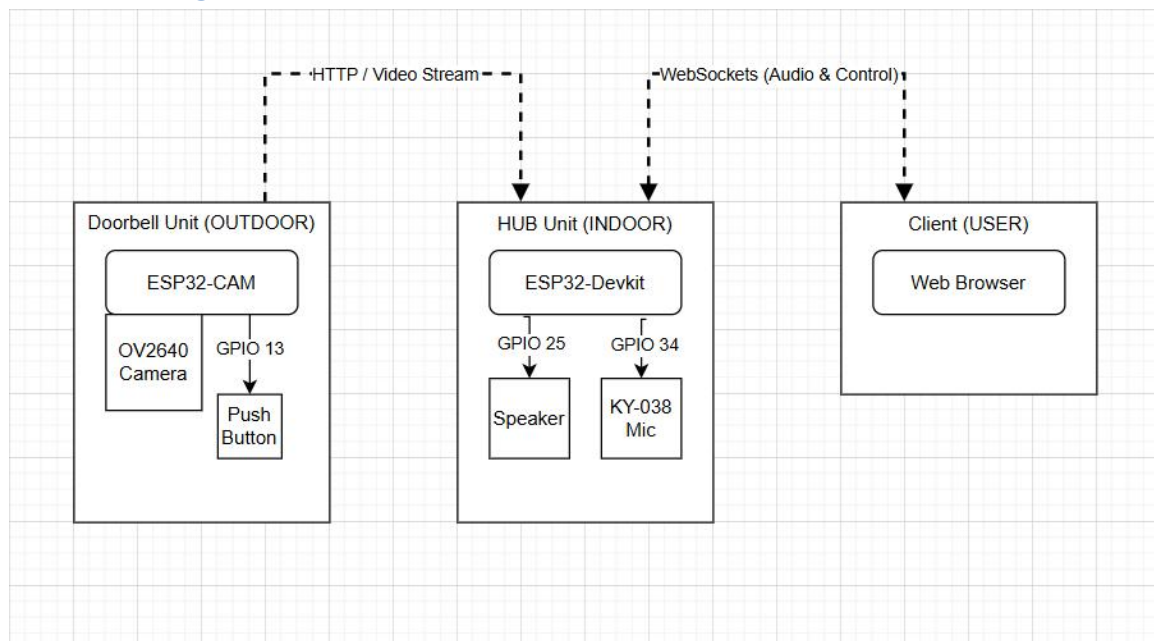 HTTP / Video Stream
WebSockets (Audio & Control)
Doorbell Unit (OUTDOOR)
ESP32-CAM
OV2640
Camera
GPIO 13
Push
Button
HUB Unit (INDOOR)
ESP32-Devkit
GPIO 25
GPIO 34
Speaker
KY-038
Mic
Client (USER)
Web Browser